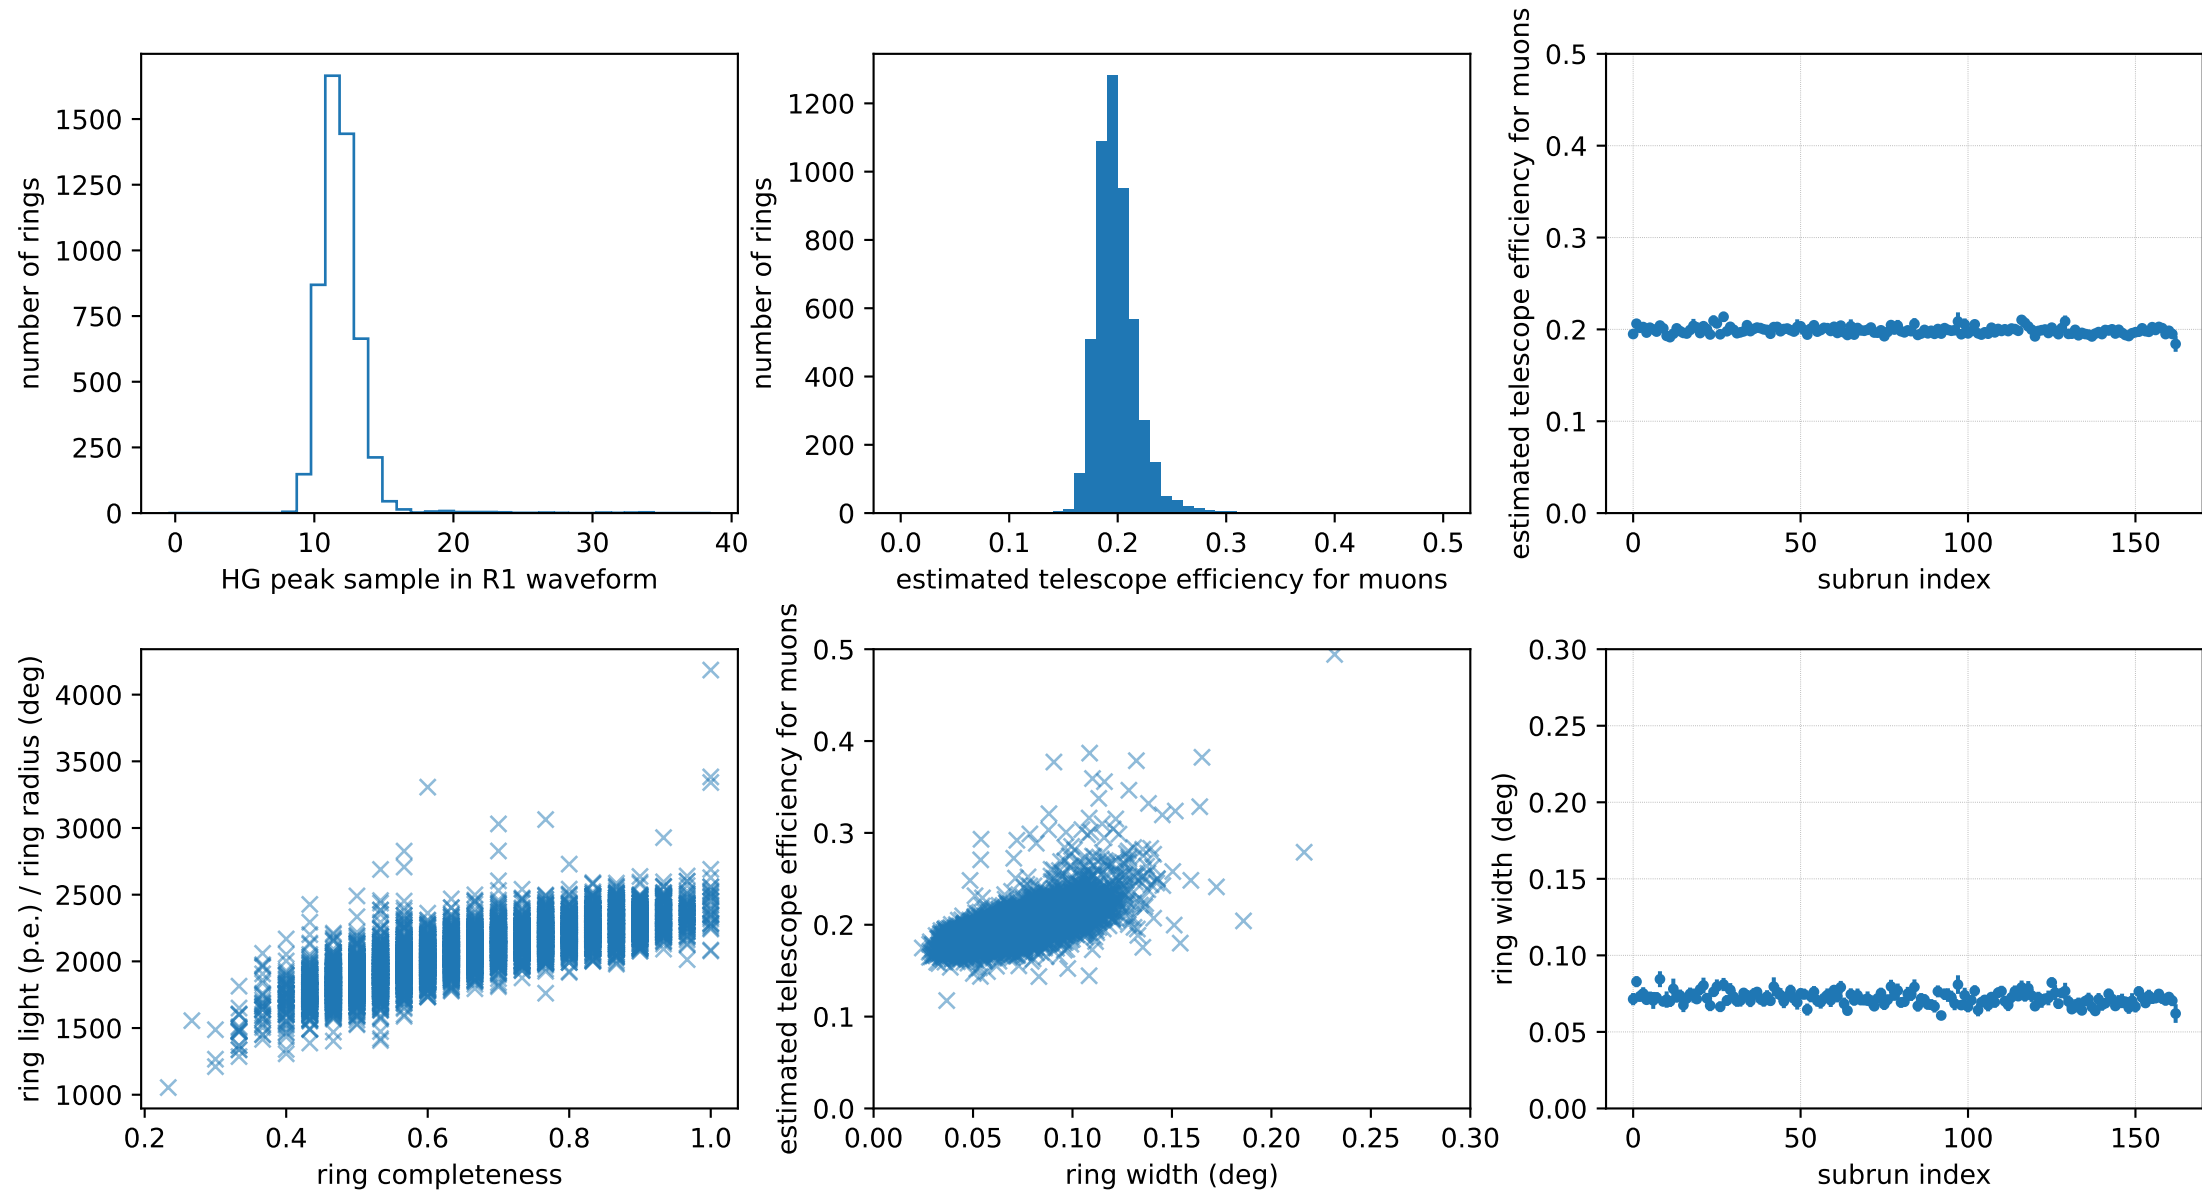 number of rings
1500
1250
1000
750
500
250
0
0 10 20 30 40
HG peak sample in R1 waveform
number of rings
1200
1000
800
600
400
200
0
0.0 0.1 0.2 0.3 0.4 0.5
estimated telescope efficiency for muons
estimated telescope efficiency for muons
0.5
0.4
0.3
0.2
0.1
0.0
0 50 100 150
subrun index
ring light (p.e.) / ring radius (deg)
4000
3500
3000
2500
2000
1500
1000
0.2 0.4 0.6 0.8 1.0
ring completeness
estimated telescope efficiency for muons
0.5
0.4
0.3
0.2
0.1
0.0
0.00 0.05 0.10 0.15 0.20 0.25 0.30
ring width (deg)
ring width (deg)
0.30
0.25
0.20
0.15
0.10
0.05
0.00
0 50 100 150
subrun index